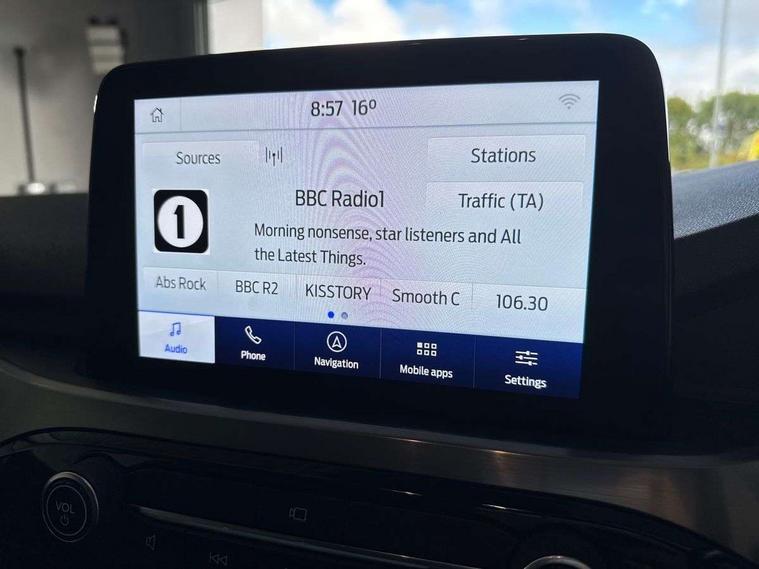 8:57 16º
Sources
Stations
1
BBC Radio1
Traffic (TA)
Morning nonsense, star listeners and All
the Latest Things.
Abs Rock
BBC R2
KISSTORY
Smooth C
106.30
Audio
Phone
Navigation
Mobile apps
Settings
VOL